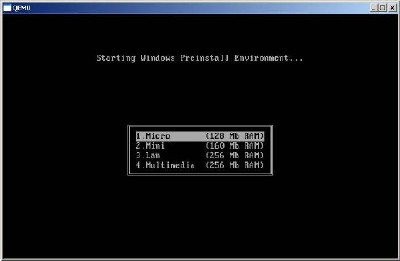 QEMU
Starting Windows Preinstall Environment...
1.Micro (128 Mb RAM)
2.Mini (160 Mb RAM)
3.Lan (256 Mb RAM)
4.Multimedia (256 Mb RAM)